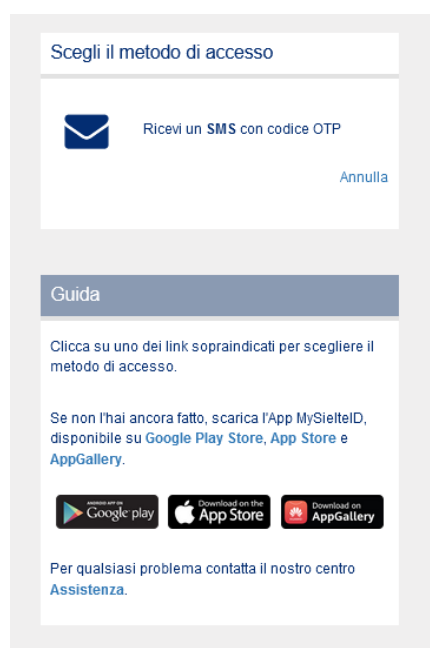 Scegli il metodo di accesso
Ricevi un SMS con codice OTP
Annulla
Guida
Clicca su uno dei link sopraindicati per scegliere il
metodo di accesso.
Se non l'hai ancora fatto, scarica l'App MySielteID,
disponibile su Google Play Store, App Store e
AppGallery.
ANDROID APP ON
Google play
Download on the
App Store
Download on
AppGallery
Per qualsiasi problema contatta il nostro centro
Assistenza.